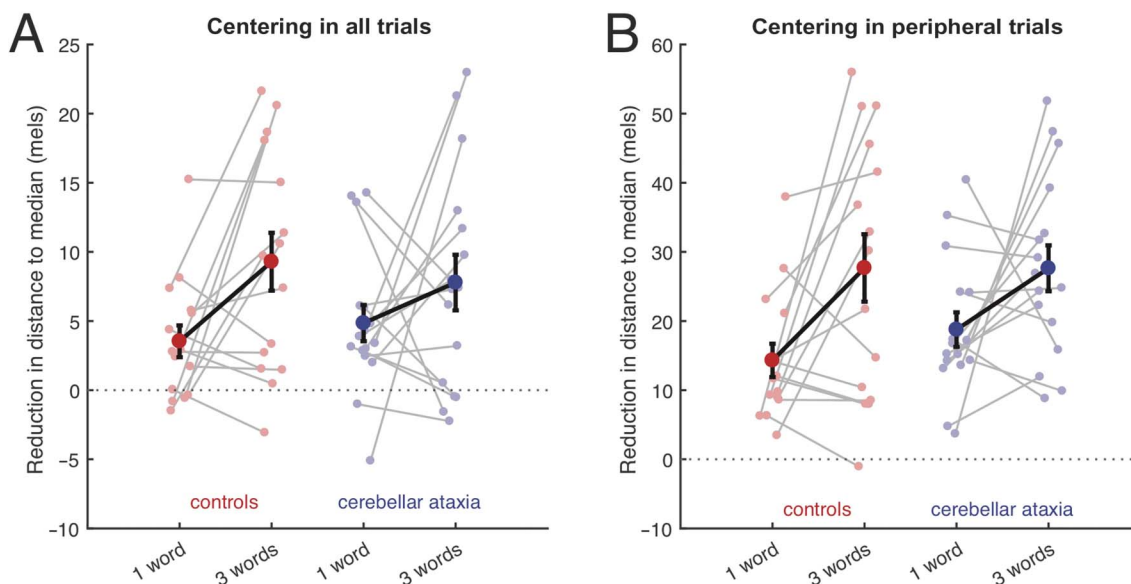 A
Centering in all trials
Reduction in distance to median (mels)
25
20
15
10
5
0
−5
−10
controls
cerebellar ataxia
1 word
3 words
1 word
3 words
B
Centering in peripheral trials
Reduction in distance to median (mels)
60
50
40
30
20
10
0
−10
controls
cerebellar ataxia
1 word
3 words
1 word
3 words